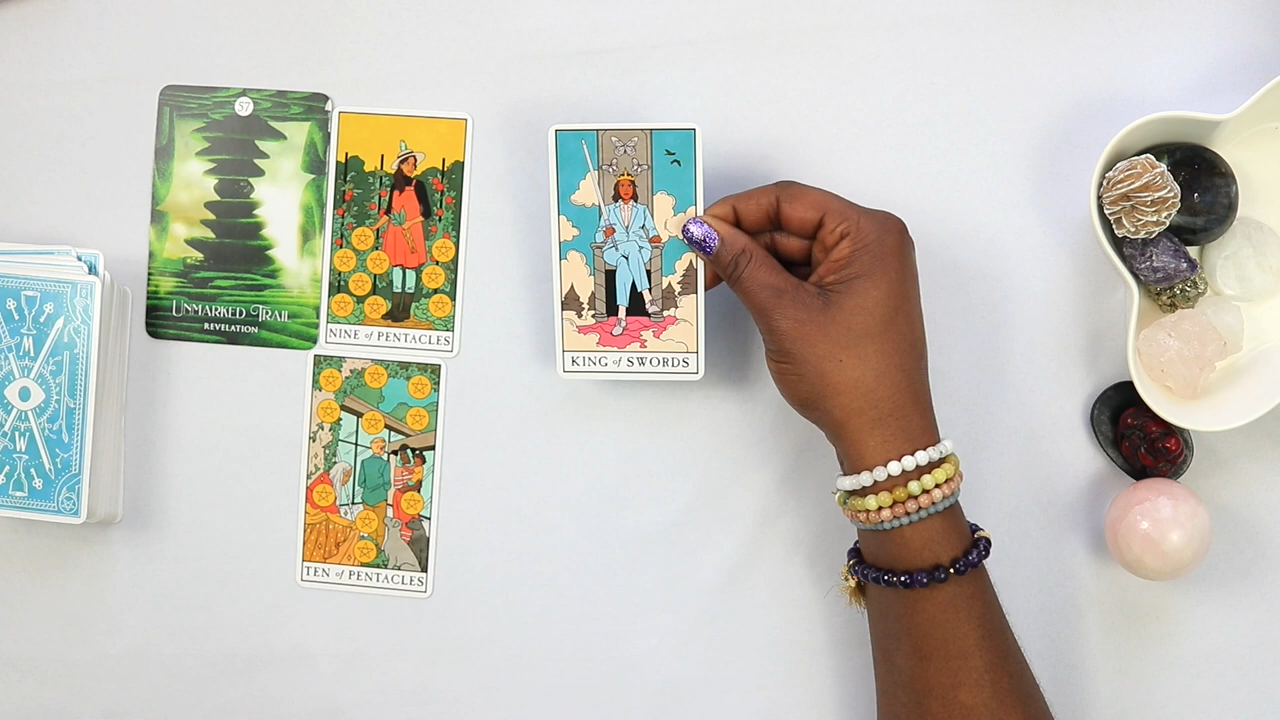 57
UNMARKED TRAIL
REVELATION
NINE of PENTACLES
KING of SWORDS
TEN of PENTACLES
M
W